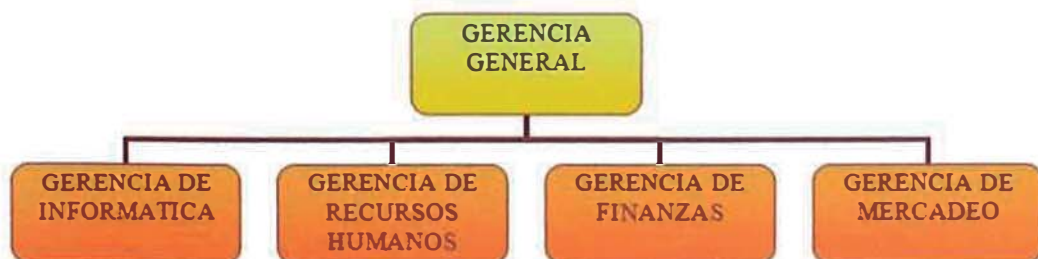 GERENCIA
GENERAL
GERENCIA DE
INFORMATICA
GERENCIA DE
RECURSOS
HUMANOS
GERENCIA DE
FINANZAS
GERENCIA DE
MERCADEO